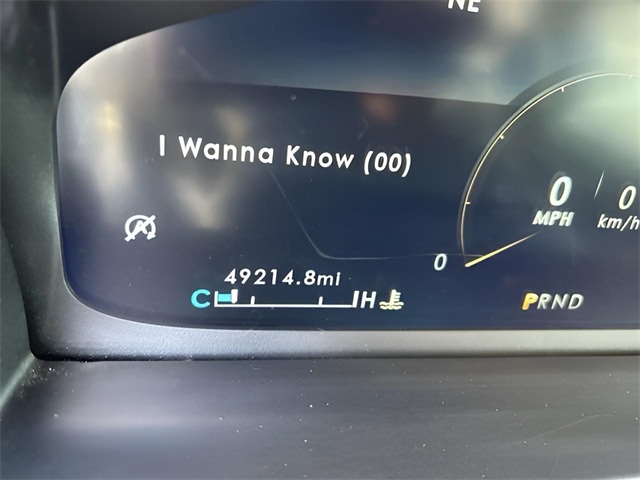 NE
I Wanna Know (00)
0 0
MPH km/h
0
49214.8mi
C H
PRND